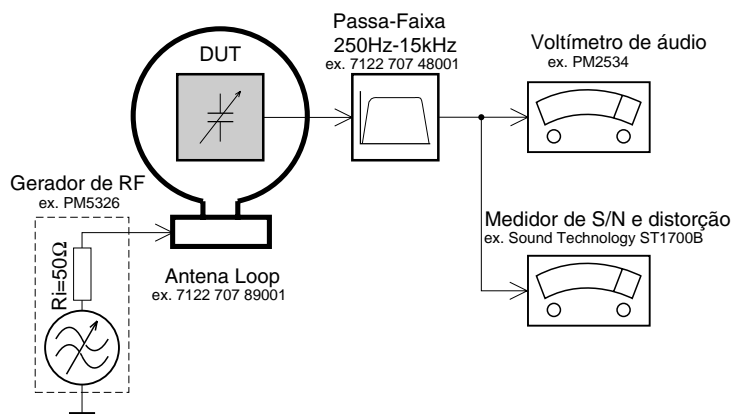 DUT
Passa-Faixa
250Hz-15kHz
ex. 7122 707 48001
Voltímetro de áudio
ex. PM2534
Gerador de RF
ex. PM5326
Ri=50Ω
Antena Loop
ex. 7122 707 89001
Medidor de S/N e distorção
ex. Sound Technology ST1700B